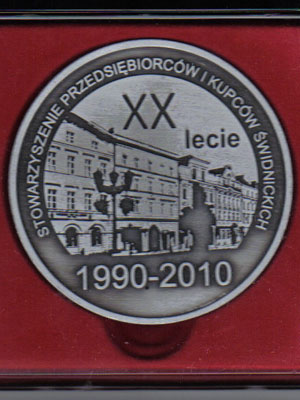 STOWARZYSZENIE PRZEDSIĘBIORCÓW I KUPCÓW ŚWIDNICKICH
XX
lecie
1990-2010